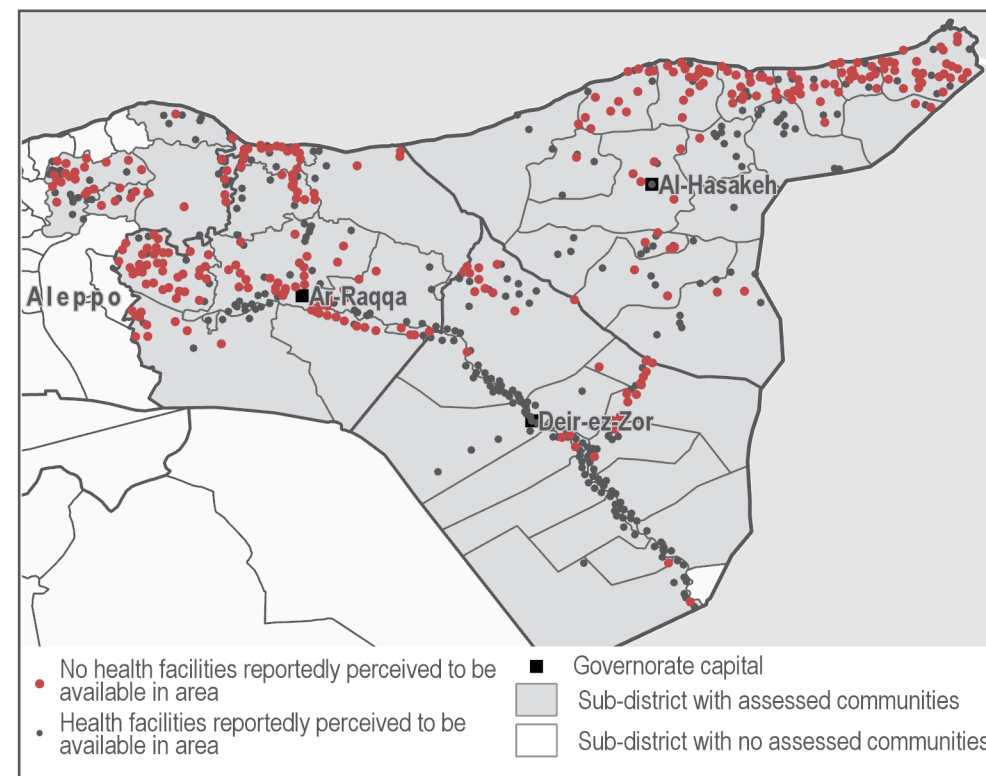 Al-Hasakeh
Aleppo
Ar-Raqqa
Deir-ez-Zor
No health facilities reportedly perceived to be
available in area
Health facilities reportedly perceived to be
available in area
Governorate capital
Sub-district with assessed communities
Sub-district with no assessed communities